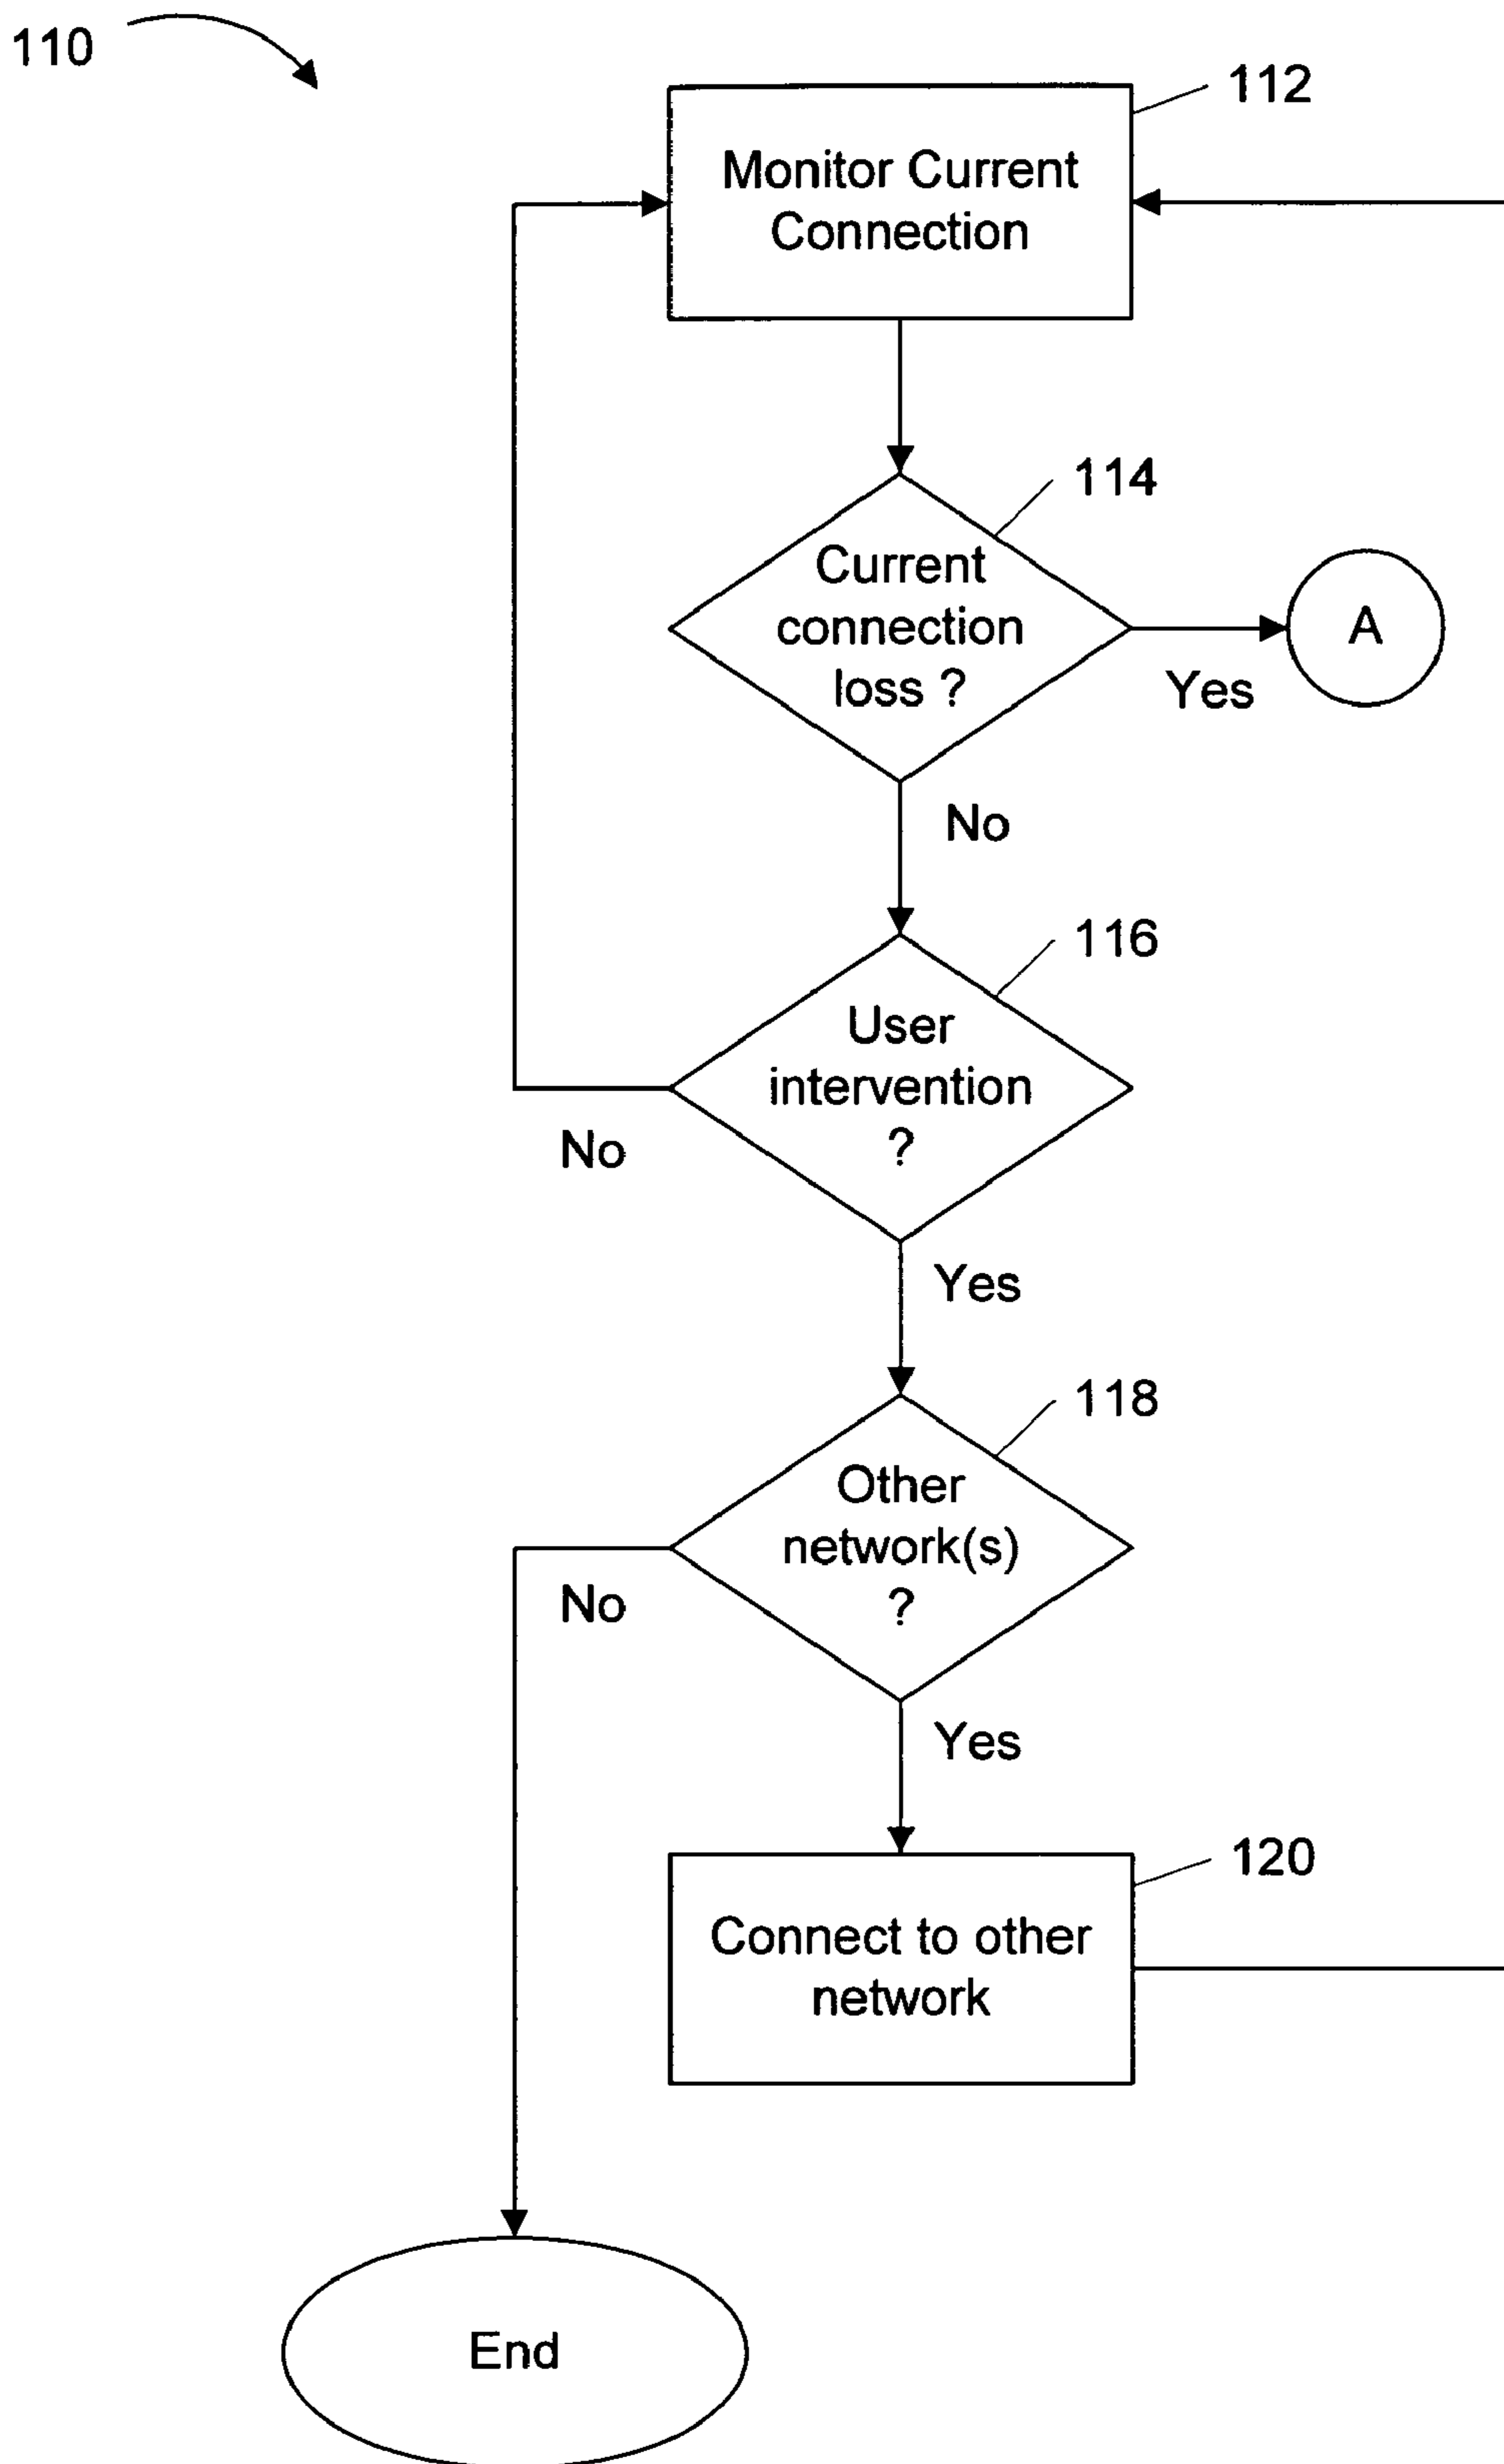 110
112
Monitor Current
Connection
114
Current
connection
loss ?
A
Yes
No
116
User
intervention
?
No
Yes
118
Other
network(s)
?
No
Yes
120
Connect to other
network
End